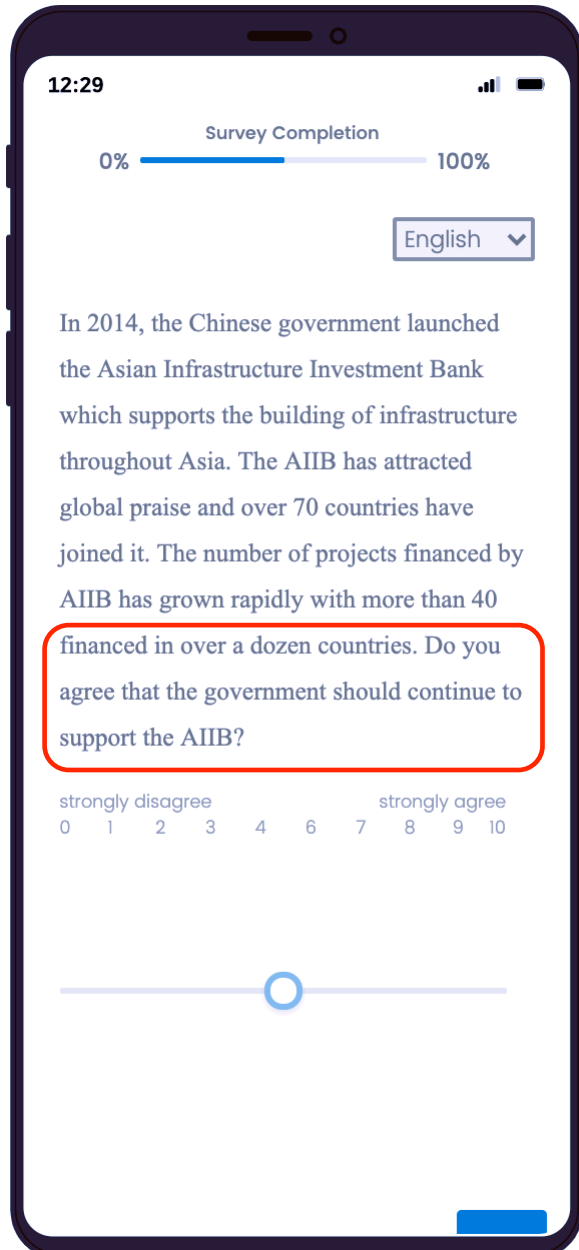 12:29
Survey Completion
0% 100%
English
In 2014, the Chinese government launched
the Asian Infrastructure Investment Bank
which supports the building of infrastructure
throughout Asia. The AIIB has attracted
global praise and over 70 countries have
joined it. The number of projects financed by
AIIB has grown rapidly with more than 40
financed in over a dozen countries. Do you
agree that the government should continue to
support the AIIB?
strongly disagree strongly agree
0 1 2 3 4 6 7 8 9 10